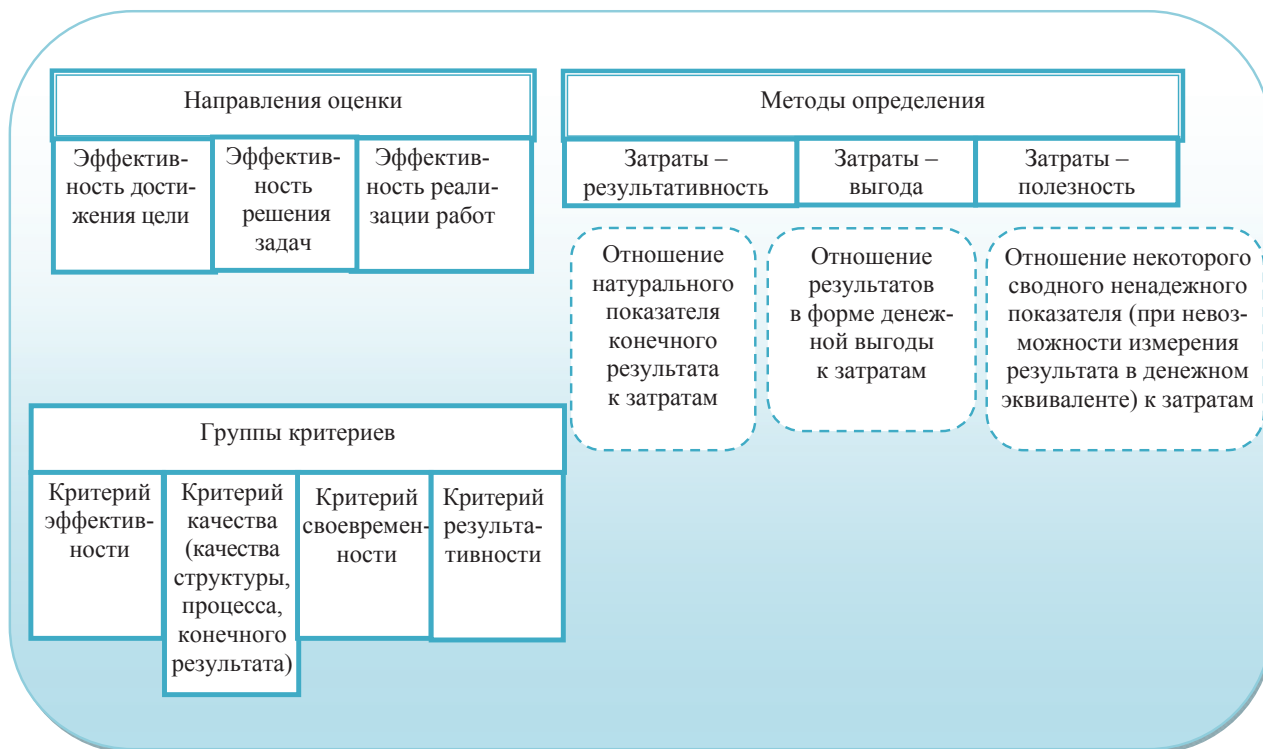 Направления оценки
Эффектив-
ность дости-
жения цели
Эффектив-
ность
решения
задач
Эффектив-
ность реали-
зации работ
Методы определения
Затраты –
результативность
Затраты –
выгода
Затраты –
полезность
Отношение
натурального
показателя
конечного
результата
к затратам
Отношение
результатов
в форме денеж-
ной выгоды
к затратам
Отношение некоторого
сводного ненадежного
показателя (при невоз-
можности измерения
результата в денежном
эквиваленте) к затратам
Группы критериев
Критерий
эффектив-
ности
Критерий
качества
(качества
структуры,
процесса,
конечного
результата)
Критерий
своевремен-
ности
Критерий
результа-
тивности